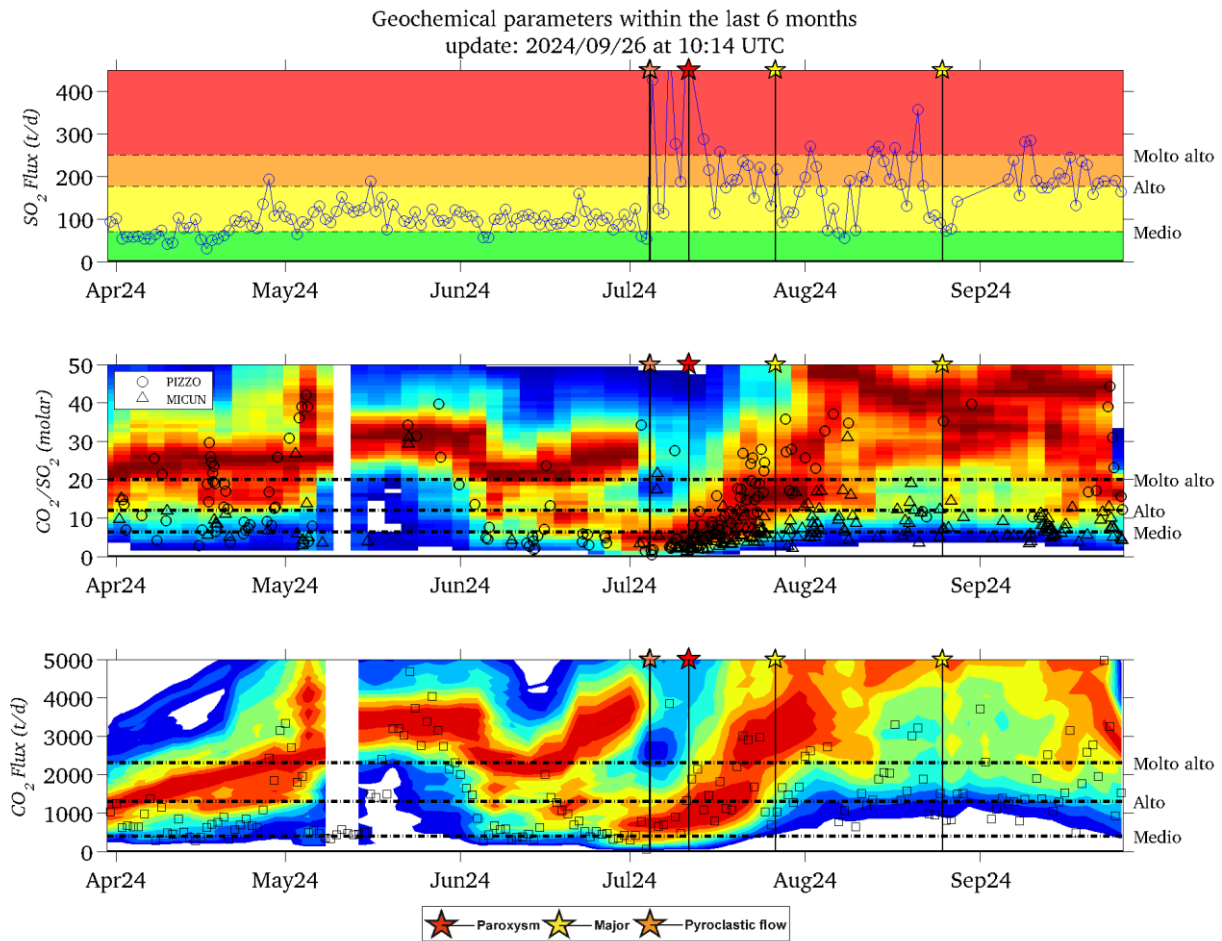 Geochemical parameters within the last 6 months
update: 2024/09/26 at 10:14 UTC
SO2 Flux (t/d)
400
300
200
100
0
Molto alto
Alto
Medio
Apr24 May24 Jun24 Jul24 Aug24 Sep24
CO2/SO2 (molar)
50
40
30
20
10
0
PIZZO
MICUN
Molto alto
Alto
Medio
Apr24 May24 Jun24 Jul24 Aug24 Sep24
CO2 Flux (t/d)
5000
4000
3000
2000
1000
0
Molto alto
Alto
Medio
Apr24 May24 Jun24 Jul24 Aug24 Sep24
Paroxysm Major Pyroclastic flow